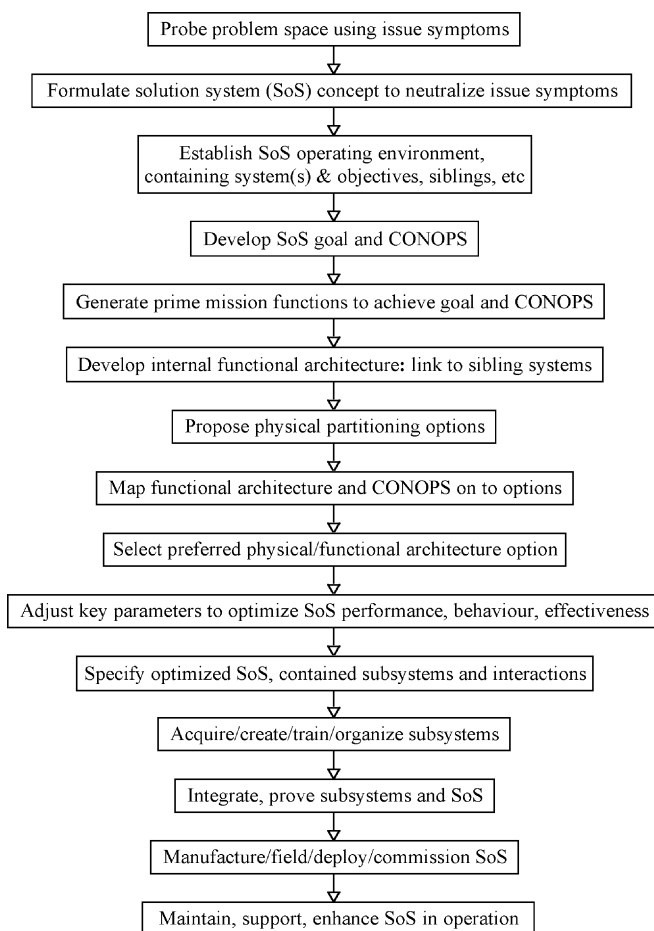 Probe problem space using issue symptoms
Formulate solution system (SoS) concept to neutralize issue symptoms
Establish SoS operating environment,
containing system(s) & objectives, siblings, etc
Develop SoS goal and CONOPS
Generate prime mission functions to achieve goal and CONOPS
Develop internal functional architecture: link to sibling systems
Propose physical partitioning options
Map functional architecture and CONOPS on to options
Select preferred physical/functional architecture option
Adjust key parameters to optimize SoS performance, behaviour, effectiveness
Specify optimized SoS, contained subsystems and interactions
Acquire/create/train/organize subsystems
Integrate, prove subsystems and SoS
Manufacture/field/deploy/commission SoS
Maintain, support, enhance SoS in operation